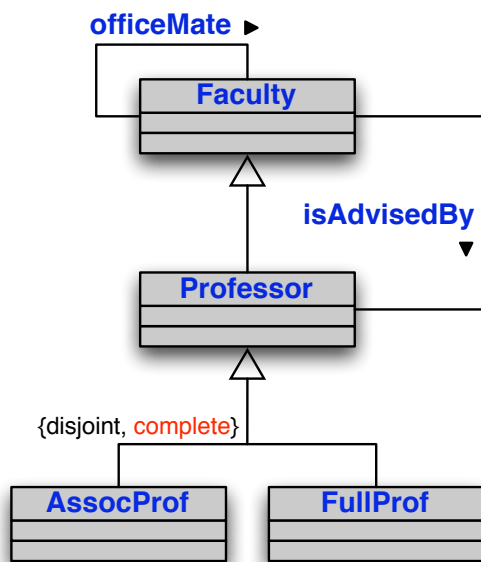 officeMate ►
Faculty
isAdvisedBy
▼
Professor
{disjoint, complete}
AssocProf
FullProf